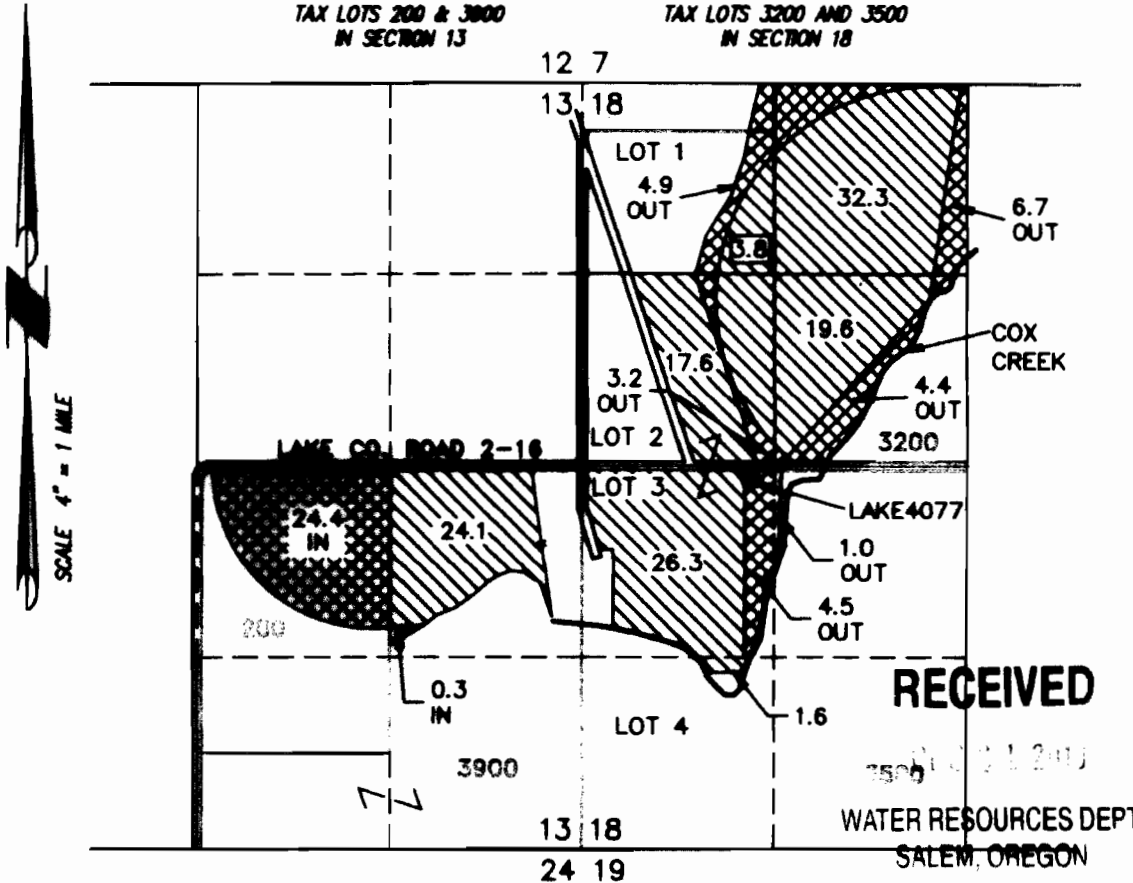 TAX LOTS 200 & 3800
IN SECTION 13
TAX LOTS 3200 AND 3500
IN SECTION 18
12 7
13 18
LOT 1
4.9
OUT
32.3
6.7
OUT
3.8
19.6
COX
CREEK
17.6
3.2
OUT
4.4
OUT
LOT 2
3200
LAKE CO. ROAD 2-16
SCALE 4" = 1 MILE
LOT 3
LAKE4077
24.4
IN
24.1
26.3
1.0
OUT
4.5
OUT
200
0.3
IN
1.6
RECEIVED
LOT 4
3900
WATER RESOURCES DEPT
SALEM, OREGON
13 18
24 19